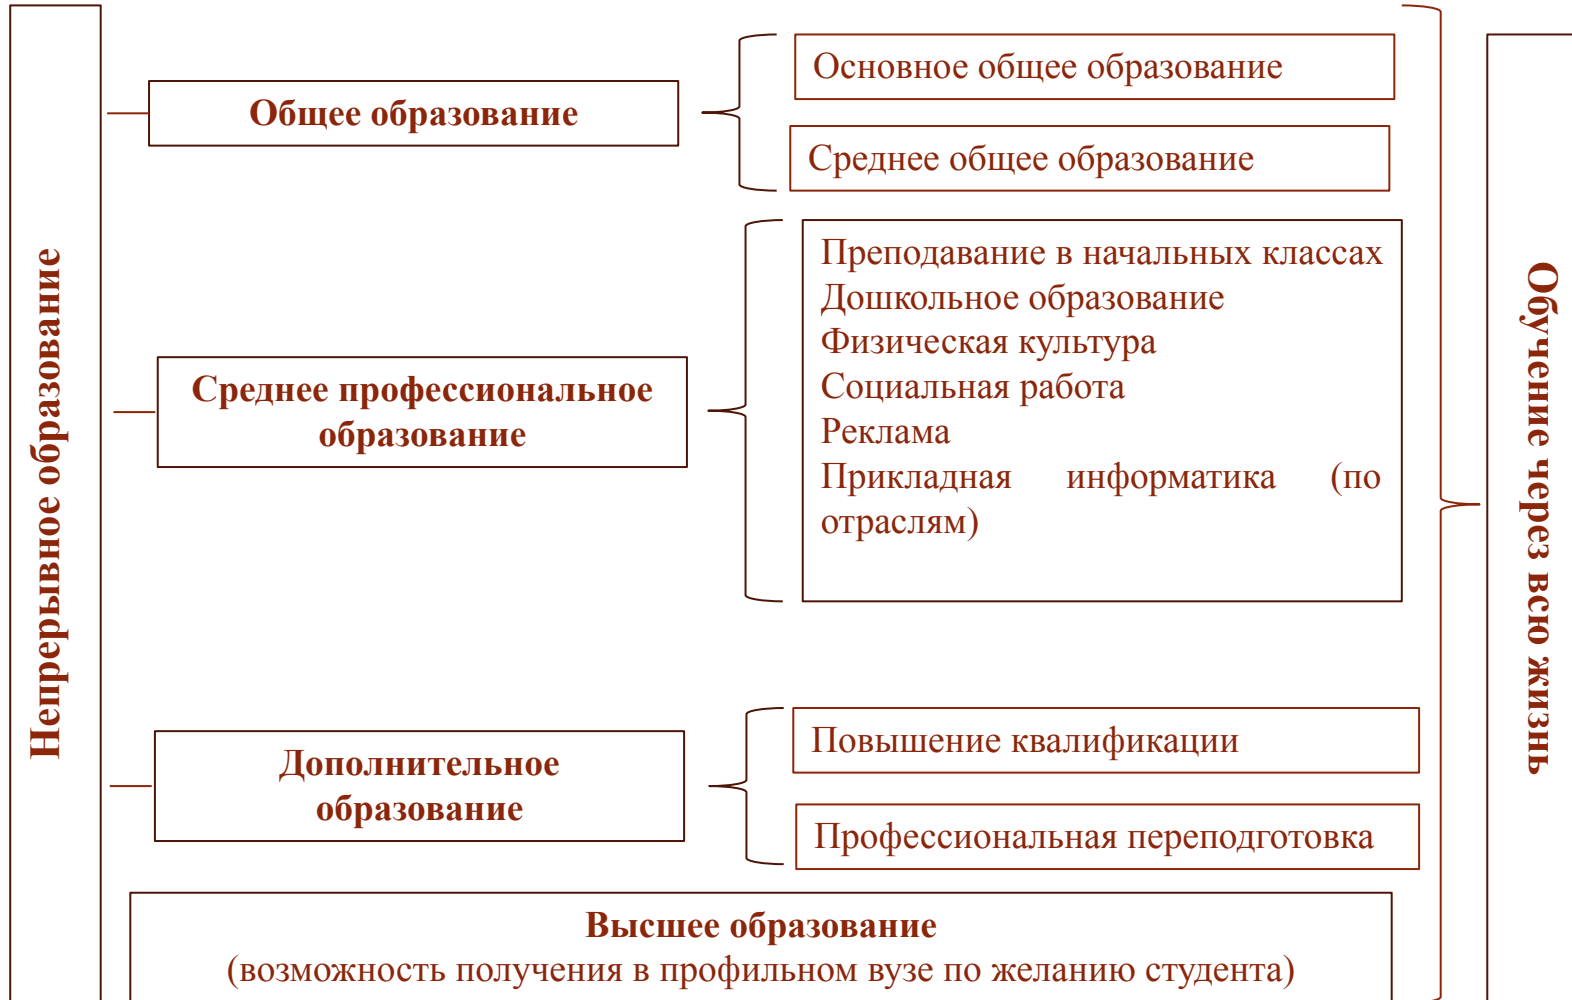 Непрерывное образование
Общее образование
Основное общее образование
Среднее общее образование
Среднее профессиональное
образование
Преподавание в начальных классах
Дошкольное образование
Физическая культура
Социальная работа
Реклама
Прикладная информатика (по
отраслям)
Дополнительное
образование
Повышение квалификации
Профессиональная переподготовка
Высшее образование
(возможность получения в профильном вузе по желанию студента)
Обучение через всю жизнь